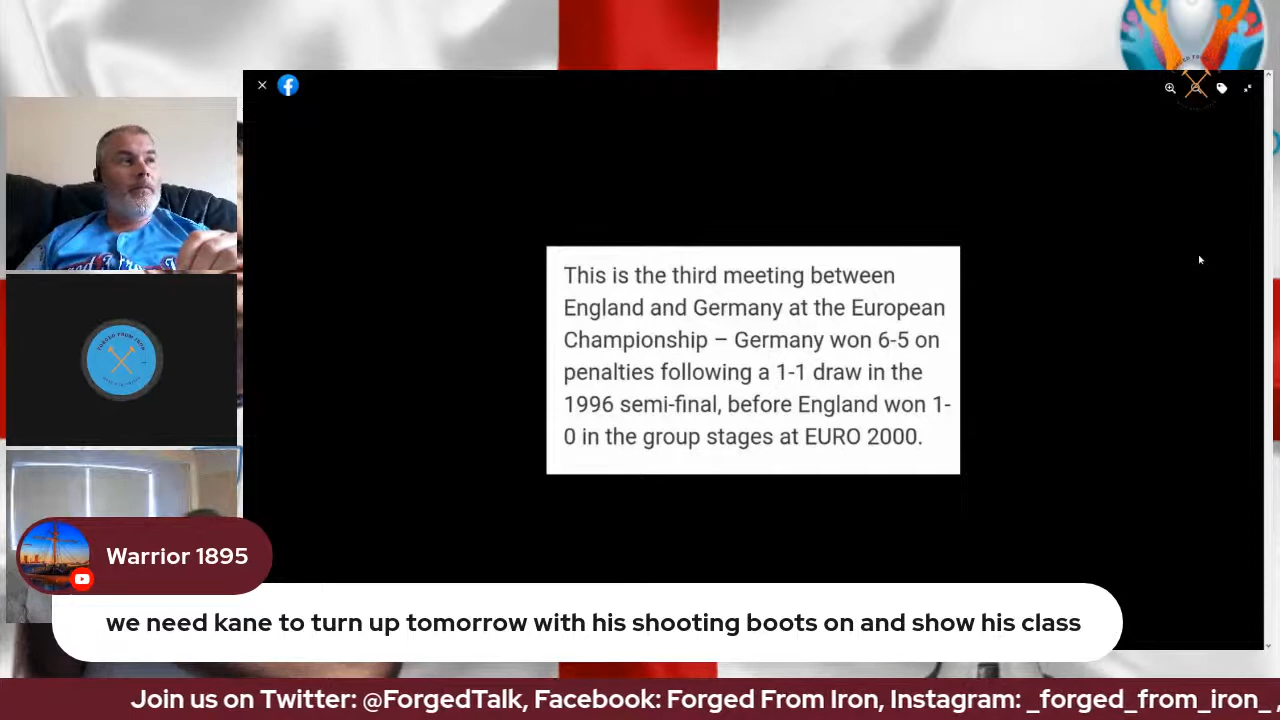 This is the third meeting between
England and Germany at the European
Championship – Germany won 6-5 on
penalties following a 1-1 draw in the
1996 semi-final, before England won 1-
0 in the group stages at EURO 2000.
FORGED FROM IRON
Warrior 1895
we need kane to turn up tomorrow with his shooting boots on and show his class
Join us on Twitter: @ForgedTalk, Facebook: Forged From Iron, Instagram: _forged_from_iron_ ,